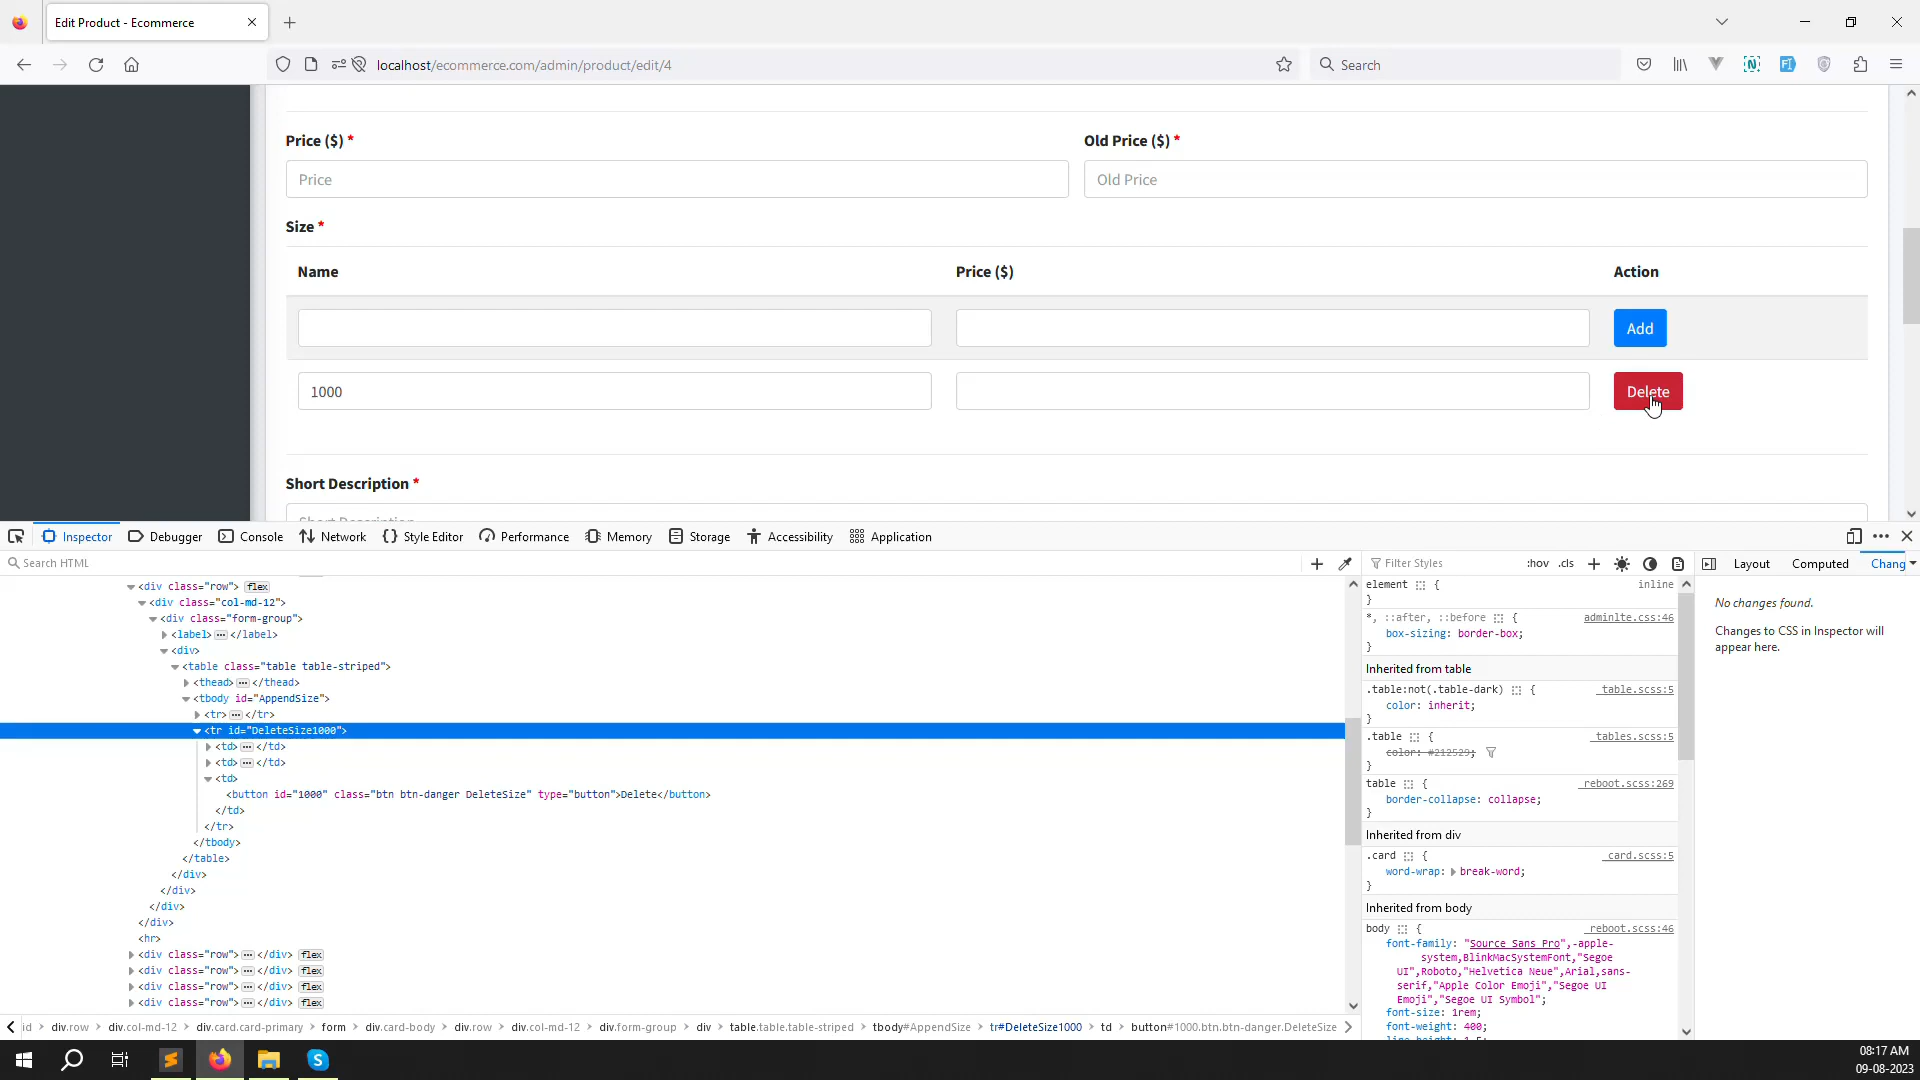 Edit Product - Ecommerce
localhost/ecommerce.com/admin/product/edit/4
Search
Price ($) *
Old Price ($) *
Price
Old Price
Size *
Name
Price ($)
Action
Add
1000
Delete
Short Description *
Short Description
Inspector
Debugger
Console
Network
Style Editor
Performance
Memory
Storage
Accessibility
Application
Search HTML
<div class="row"> flex
<div class="col-md-12">
<div class="form-group">
<label> </label>
<div>
<table class="table table-striped">
<thead> </thead>
<tbody id="AppendSize">
<tr> </tr>
<tr id="DeleteSize1000">
<td> </td>
<td> </td>
<td>
<button id="1000" class="btn btn-danger DeleteSize" type="button">Delete</button>
</td>
</tr>
</tbody>
</table>
</div>
</div>
</div>
</div>
<hr>
<div class="row"> </div> flex
<div class="row"> </div> flex
<div class="row"> </div> flex
<div class="row"> </div> flex
id > div.row > div.col-md-12 > div.card.card-primary > form > div.card-body > div.row > div.col-md-12 > div.form-group > div > table.table.table-striped > tbody#AppendSize > tr#DeleteSize1000 > td > button#1000.btn.btn-danger.DeleteSize
Filter Styles
:hov .cls
element { inline
}
*, ::after, ::before { adminlte.css:46
box-sizing: border-box;
}
Inherited from table
.table:not(.table-dark) { _table.scss:5
color: inherit;
}
.table { _tables.scss:5
color: #212529;
}
table { _reboot.scss:269
border-collapse: collapse;
}
Inherited from div
.card { _card.scss:5
word-wrap: break-word;
}
Inherited from body
body { _reboot.scss:46
font-family: "Source Sans Pro",-apple-
system,BlinkMacSystemFont,"Segoe
UI",Roboto,"Helvetica Neue",Arial,sans-
serif,"Apple Color Emoji","Segoe UI
Emoji","Segoe UI Symbol";
font-size: 1rem;
font-weight: 400;
line-height: 1.5;
Layout
Computed
Chang
No changes found.
Changes to CSS in Inspector will
appear here.
08:17 AM
09-08-2023